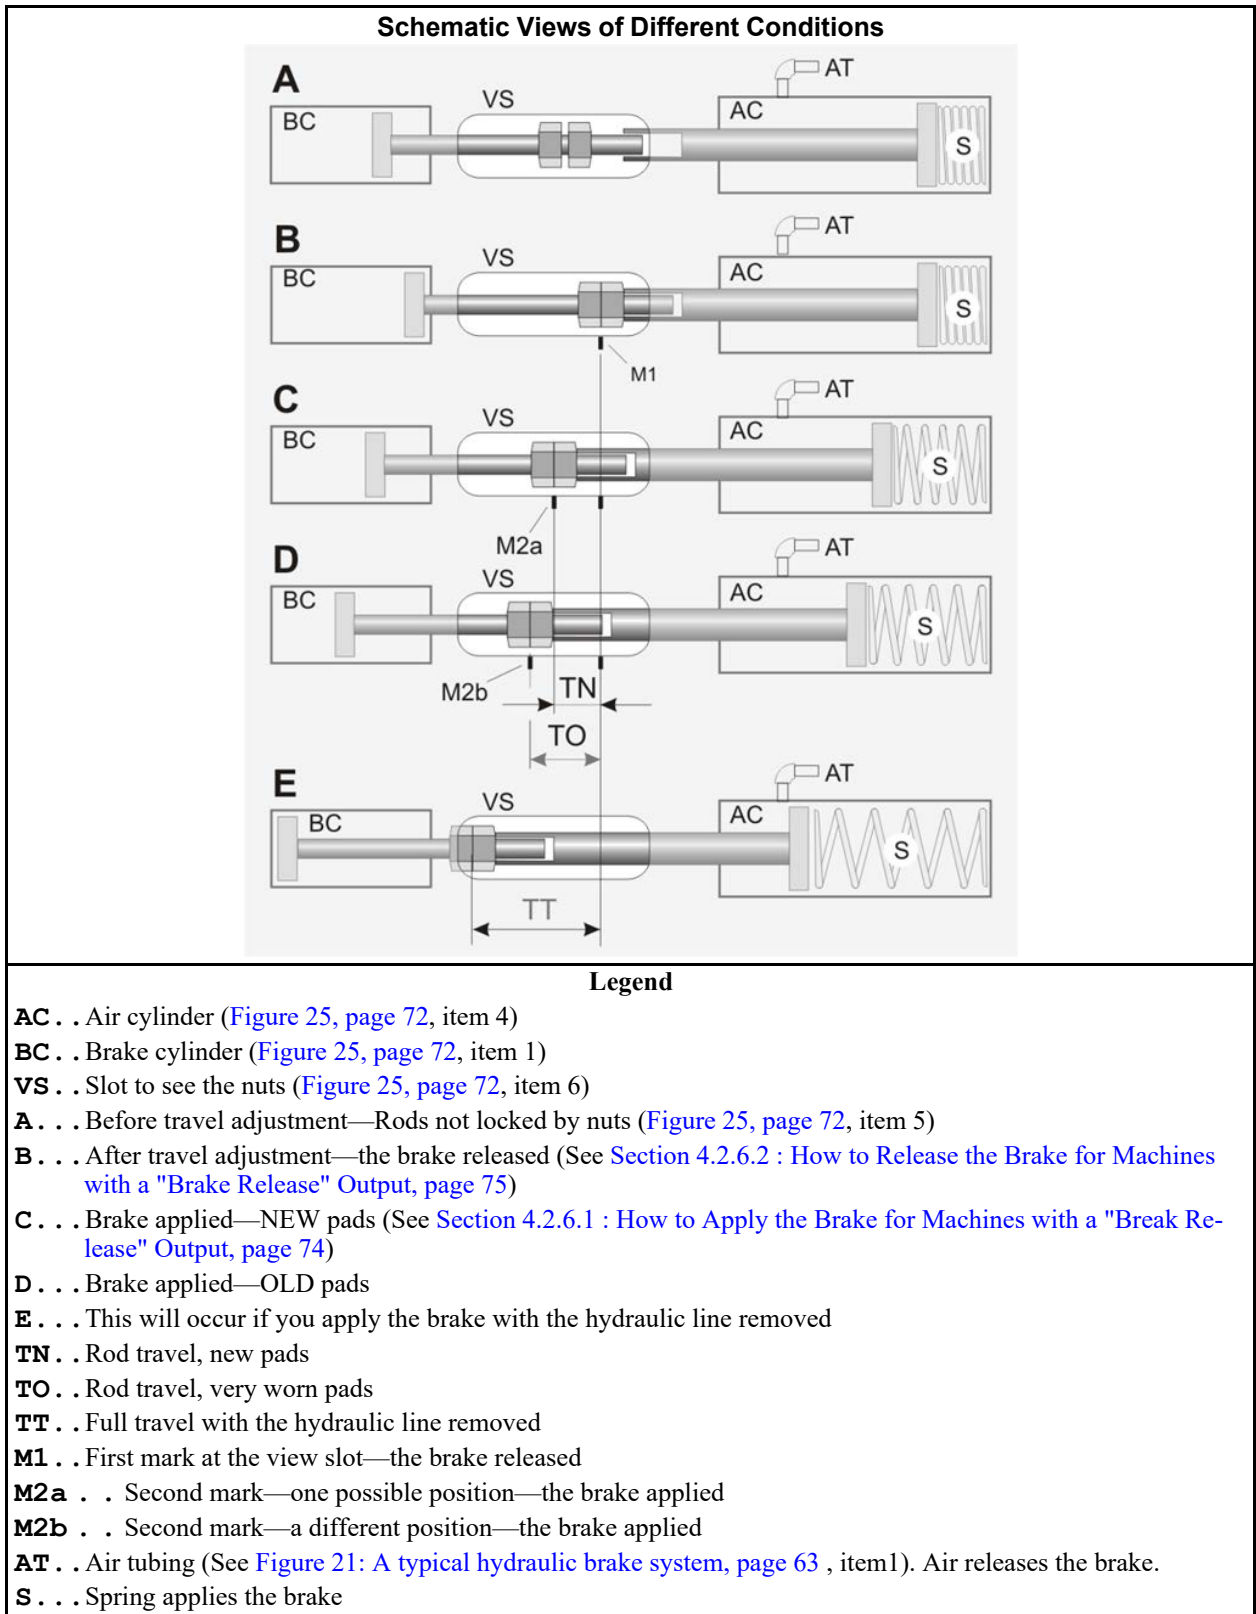 Schematic Views of Different Conditions
A
BC
VS
AC
AT
S
B
BC
VS
AC
AT
S
M1
C
BC
VS
AC
AT
S
M2a
D
BC
VS
AC
AT
S
M2b
TN
TO
E
BC
VS
AC
AT
S
TT
Legend
AC . . Air cylinder (Figure 25, page 72, item 4)
BC . . Brake cylinder (Figure 25, page 72, item 1)
VS . . Slot to see the nuts (Figure 25, page 72, item 6)
A . . . Before travel adjustment—Rods not locked by nuts (Figure 25, page 72, item 5)
B . . . After travel adjustment—the brake released (See Section 4.2.6.2 : How to Release the Brake for Machines
with a "Brake Release" Output, page 75)
C . . . Brake applied—NEW pads (See Section 4.2.6.1 : How to Apply the Brake for Machines with a "Break Re-
lease" Output, page 74)
D . . . Brake applied—OLD pads
E . . . This will occur if you apply the brake with the hydraulic line removed
TN . . Rod travel, new pads
TO . . Rod travel, very worn pads
TT . . Full travel with the hydraulic line removed
M1 . . First mark at the view slot—the brake released
M2a . . Second mark—one possible position—the brake applied
M2b . . Second mark—a different position—the brake applied
AT . . Air tubing (See Figure 21: A typical hydraulic brake system, page 63 , item1). Air releases the brake.
S . . . Spring applies the brake